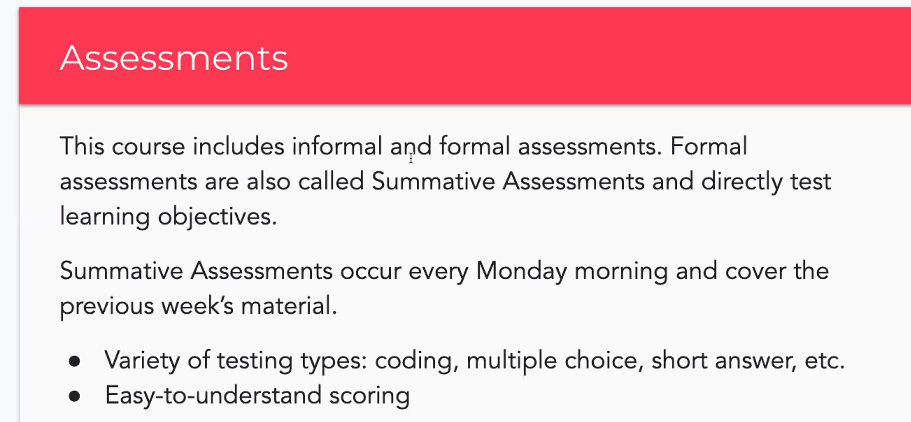 Assessments
This course includes informal and formal assessments. Formal
assessments are also called Summative Assessments and directly test
learning objectives.
Summative Assessments occur every Monday morning and cover the
previous week’s material.
● Variety of testing types: coding, multiple choice, short answer, etc.
● Easy-to-understand scoring